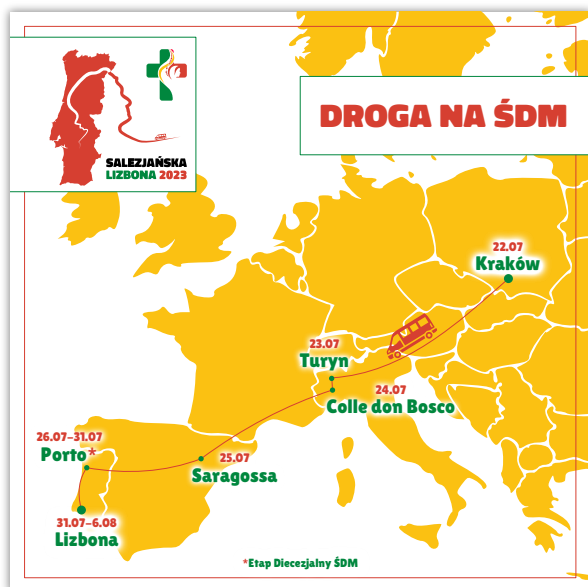 SALEZJAŃSKA
LIZBONA 2023
DROGA NA ŚDM
22.07
Kraków
23.07
Turyn
24.07
Colle don Bosco
25.07
Saragossa
26.07–31.07
Porto*
31.07–6.08
Lizbona
*Etap Diecezjalny ŚDM